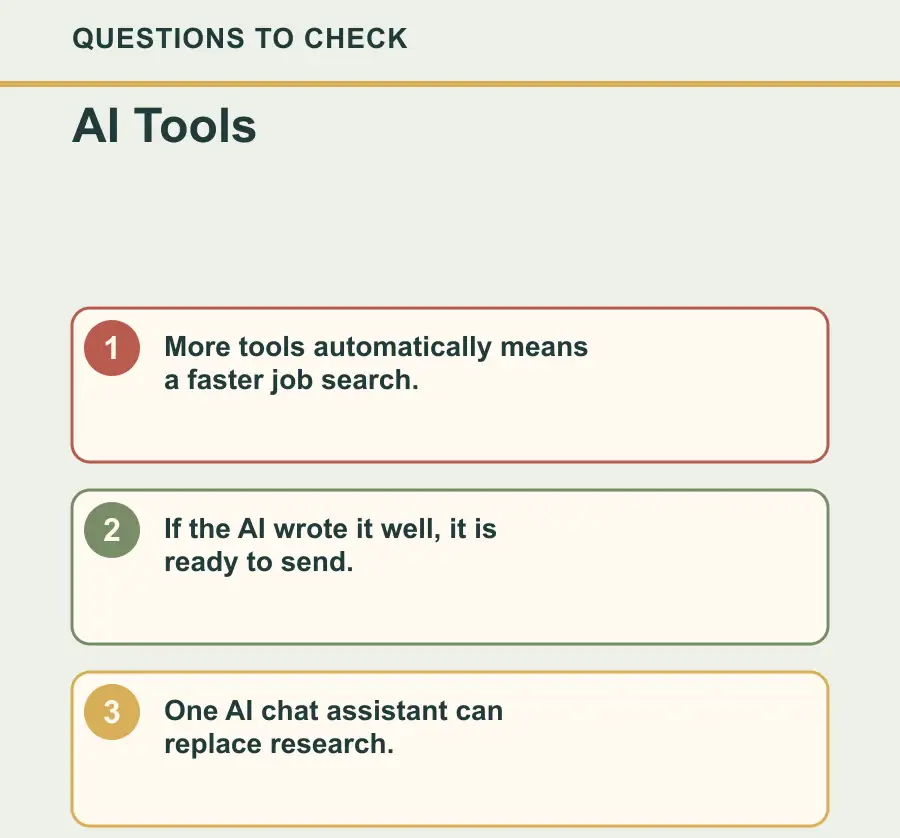 QUESTIONS TO CHECK
AI Tools
1
More tools automatically means
a faster job search.
2
If the AI wrote it well, it is
ready to send.
3
One AI chat assistant can
replace research.